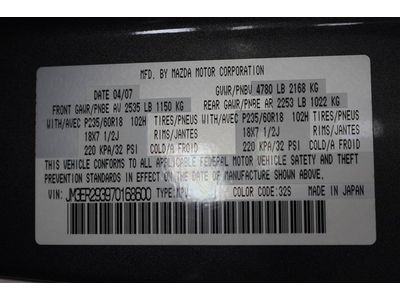 MFD. BY MAZDA MOTOR CORPORATION
DATE 04/07 GVWR/PNBV 4780 LB 2168 KG
FRONT GAWR/PNBE AV 2535 LB 1150 KG REAR GAWR/PNBE AR 2253 LB 1022 KG
WITH/AVEC P235/60R18 102H TIRES/PNEUS WITH/AVEC P235/60R18 102H TIRES/PNEUS
18X7 1/2J RIMS/JANTES 18X7 1/2J RIMS/JANTES
220 KPA/32 PSI COLD/A FROID 220 KPA/32 PSI COLD/A FROID
THIS VEHICLE CONFORMS TO ALL APPLICABLE FEDERAL MOTOR VEHICLE SAFETY AND THEFT
PREVENTION STANDARDS IN EFFECT ON THE DATE OF MANUFACTURE SHOWN ABOVE.
VIN: JM3ER293970168600 TYPE: MPV COLOR: 32S MADE IN JAPAN